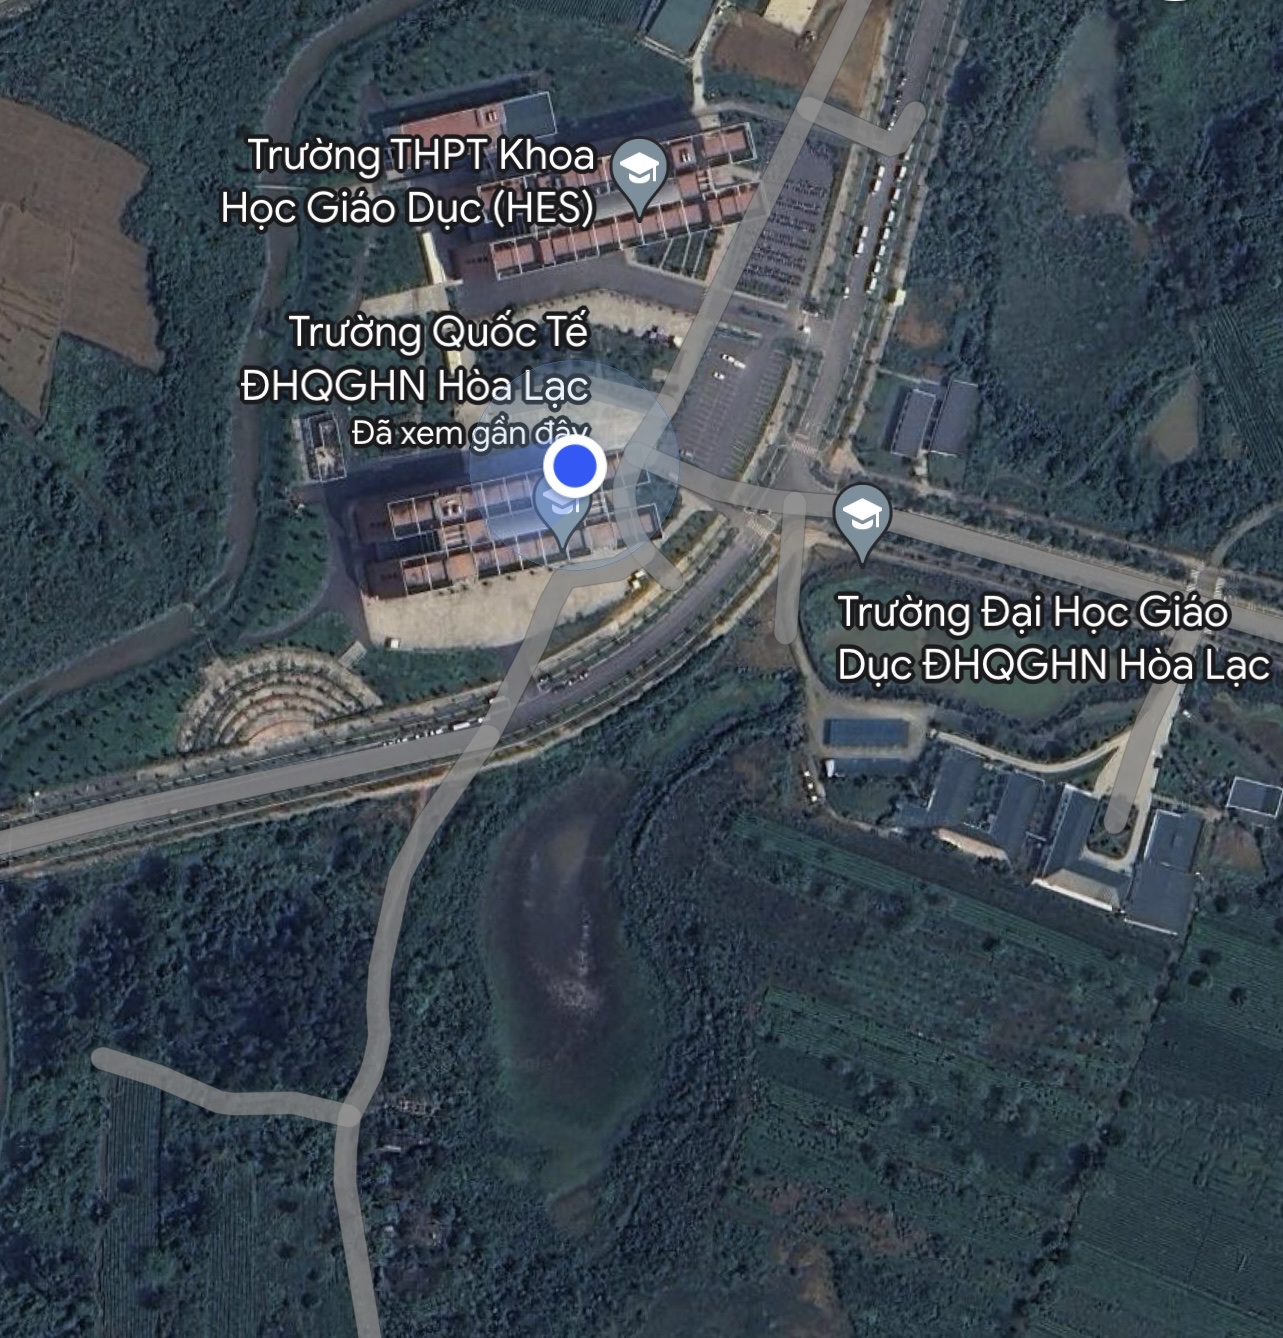 Trường THPT Khoa
Học Giáo Dục (HES)
Trường Quốc Tế
ĐHQGHN Hòa Lạc
Đã xem gần đây
Trường Đại Học Giáo
Dục ĐHQGHN Hòa Lạc